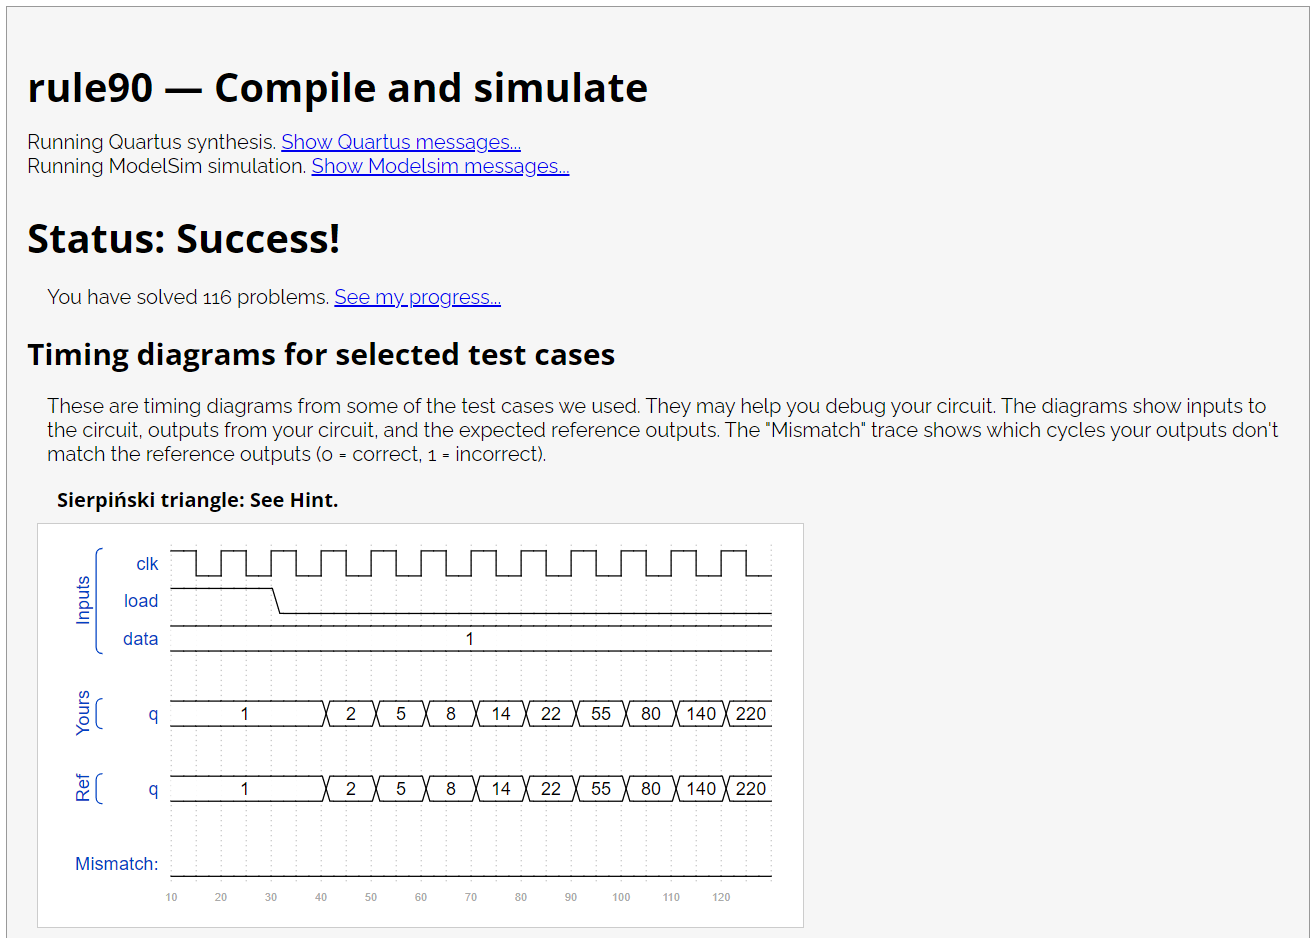 rule90 — Compile and simulate
Running Quartus synthesis. Show Quartus messages...
Running ModelSim simulation. Show Modelsim messages...
Status: Success!
You have solved 116 problems. See my progress...
Timing diagrams for selected test cases
These are timing diagrams from some of the test cases we used. They may help you debug your circuit. The diagrams show inputs to
the circuit, outputs from your circuit, and the expected reference outputs. The "Mismatch" trace shows which cycles your outputs don't
match the reference outputs (0 = correct, 1 = incorrect).
Sierpiński triangle: See Hint.
Inputs
clk
load
data 1
Yours
q 1 2 5 8 14 22 55 80 140 220
Ref
q 1 2 5 8 14 22 55 80 140 220
Mismatch:
10 20 30 40 50 60 70 80 90 100 110 120